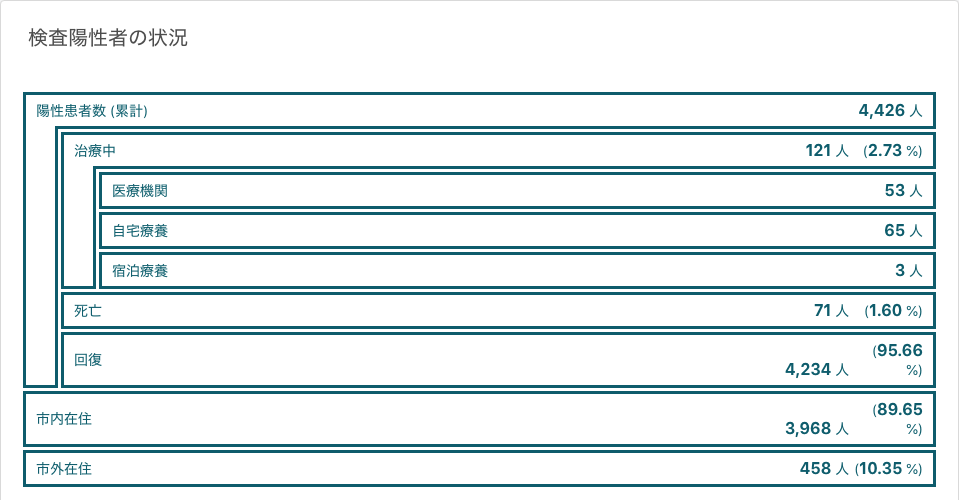 検査陽性者の状況
陽性患者数 (累計) 4,426 人
治療中 121 人 (2.73 %)
医療機関 53 人
自宅療養 65 人
宿泊療養 3 人
死亡 71 人 (1.60 %)
回復 4,234 人 (95.66 %)
市内在住 3,968 人 (89.65 %)
市外在住 458 人 (10.35 %)